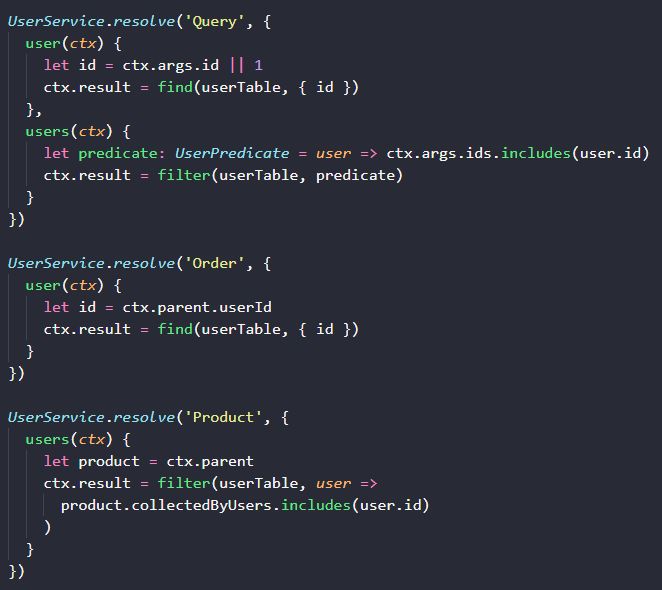 UserService.resolve('Query', {
  user(ctx) {
    let id = ctx.args.id || 1
    ctx.result = find(userTable, { id })
  },
  users(ctx) {
    let predicate: UserPredicate = user => ctx.args.ids.includes(user.id)
    ctx.result = filter(userTable, predicate)
  }
})

UserService.resolve('Order', {
  user(ctx) {
    let id = ctx.parent.userId
    ctx.result = find(userTable, { id })
  }
})

UserService.resolve('Product', {
  users(ctx) {
    let product = ctx.parent
    ctx.result = filter(userTable, user =>
      product.collectedByUsers.includes(user.id)
    )
  }
})